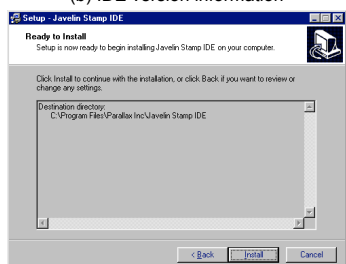 (b) IDE version information
Setup - Javelin Stamp IDE
Ready to Install
Setup is now ready to begin installing Javelin Stamp IDE on your computer.
Click Install to continue with the installation, or click Back if you want to review or
change any settings.
Destination directory:
C:\Program Files\Parallax Inc\Javelin Stamp IDE
< Back
Install
Cancel